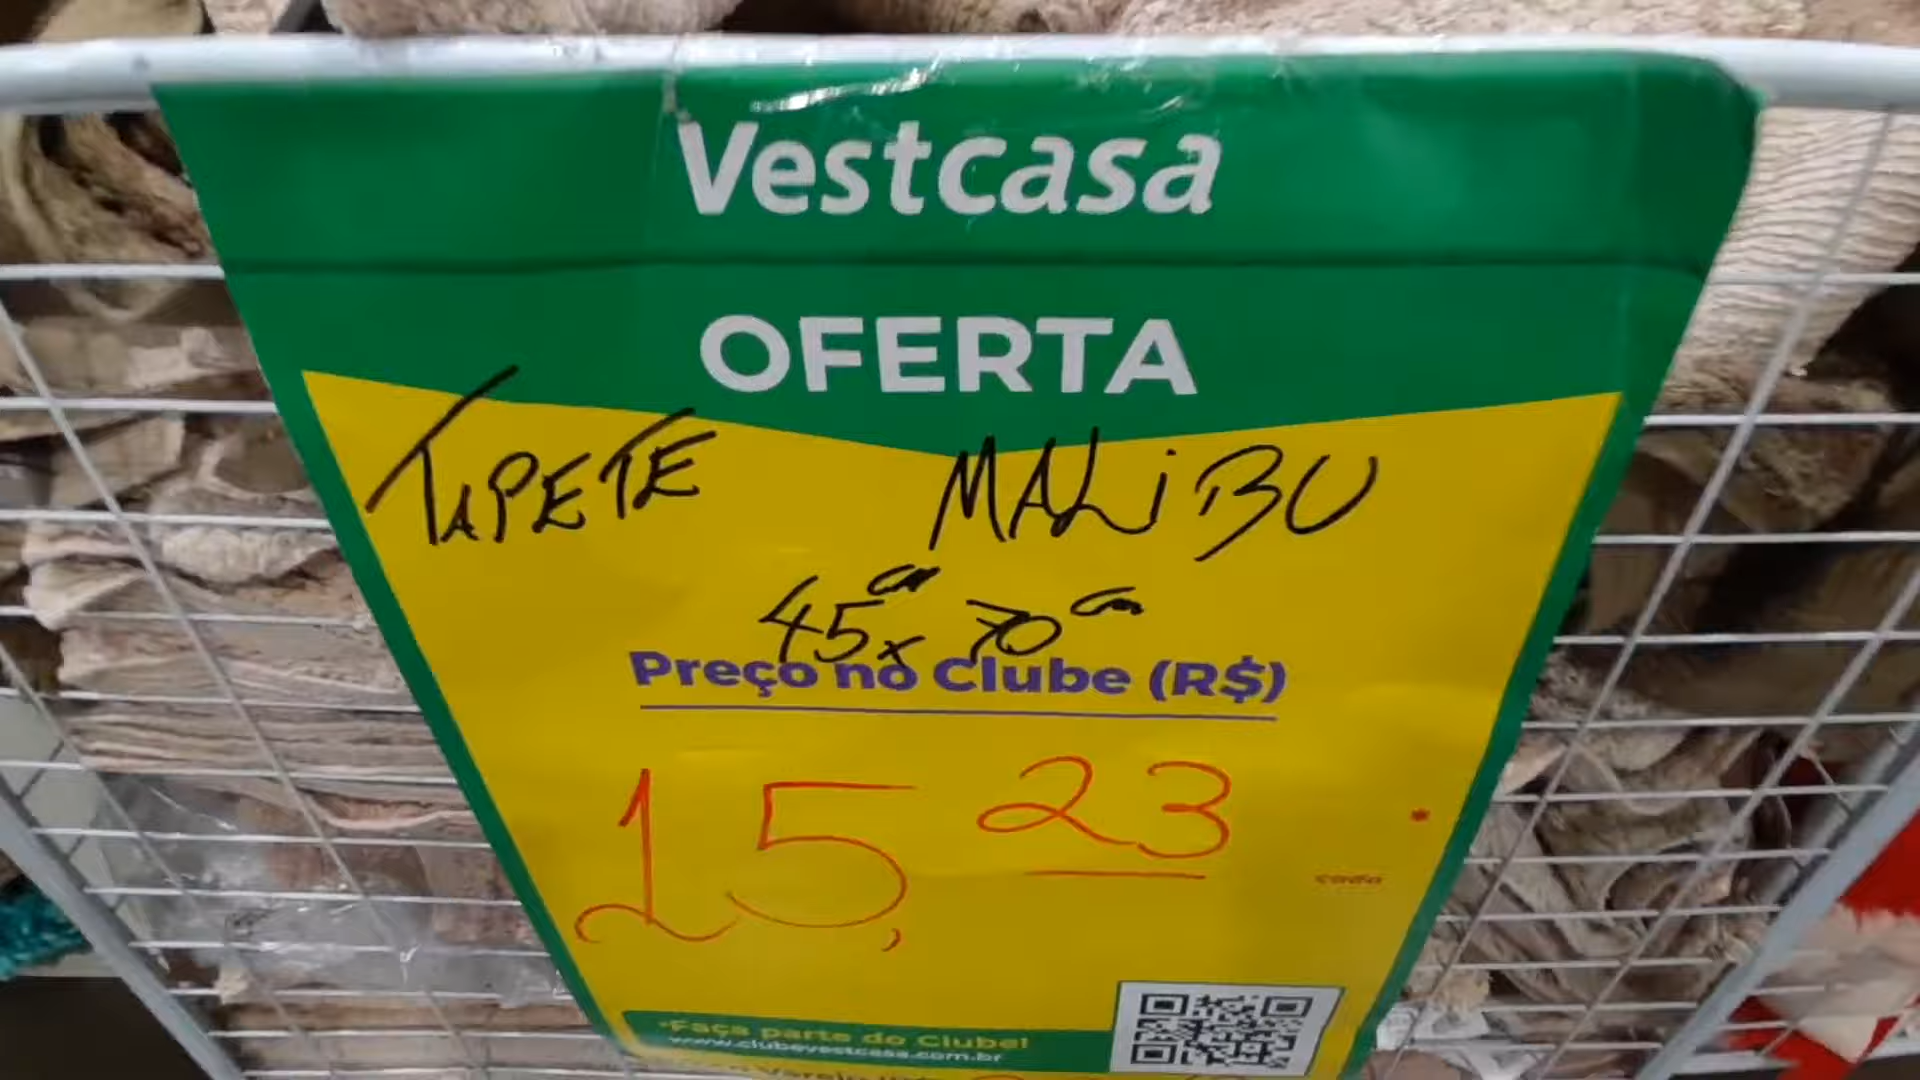 Vestcasa
OFERTA
TAPETE MALiBU
45cm x 70cm
Preço no Clube (R$)
15,23
cada
*Faça parte do Clube!
www.clubevestcasa.com.br